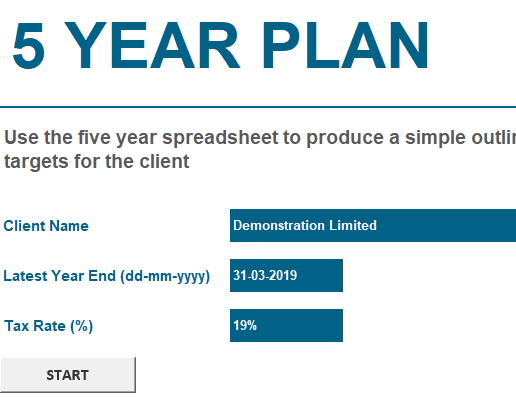 5 YEAR PLAN
Use the five year spreadsheet to produce a simple
targets for the client
Client Name
Demonstration Limited
Latest Year End (dd-mm-yyyy)
31-03-2019
Tax Rate (%)
19%
START